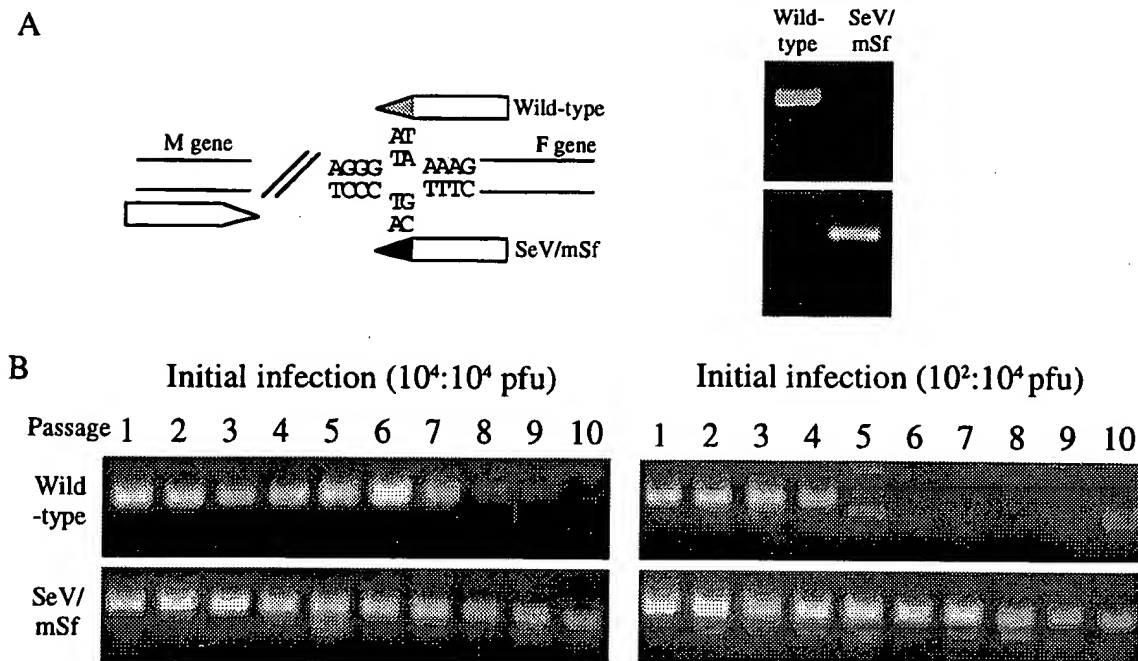 A
Wild-
type
SeV/
mSf
M gene
AGGG
TCCC
AT
TA
TG
AC
AAAG
TTTC
F gene
Wild-type
SeV/mSf
B
Initial infection (10⁴:10⁴ pfu)
Initial infection (10²:10⁴ pfu)
Passage 1 2 3 4 5 6 7 8 9 10
1 2 3 4 5 6 7 8 9 10
Wild
-type
SeV/
mSf